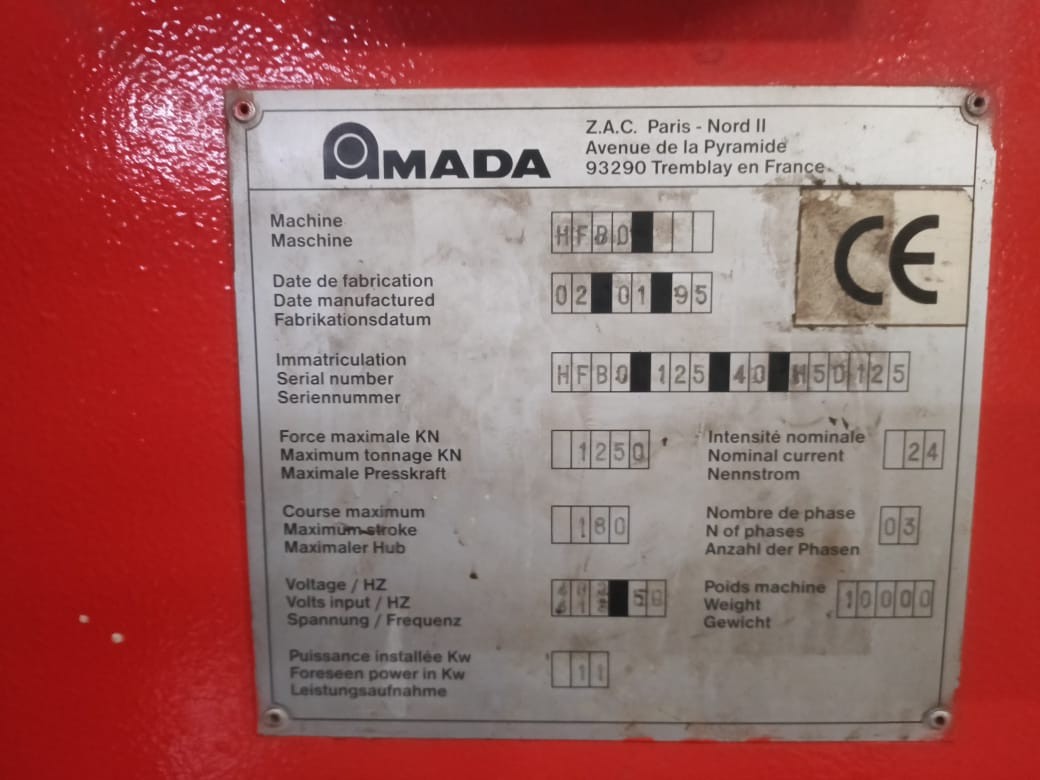 AMADA
Z.A.C. Paris - Nord II
Avenue de la Pyramide
93290 Tremblay en France
CE
Machine
Maschine
HFBO
Date de fabrication
Date manufactured
Fabrikationsdatum
02 01 95
Immatriculation
Serial number
Seriennummer
HFBO 125 40 H50125
Force maximale KN
Maximum tonnage KN
Maximale Presskraft
1250
Intensité nominale
Nominal current
Nennstrom
24
Course maximum
Maximum stroke
Maximaler Hub
180
Nombre de phase
N of phases
Anzahl der Phasen
03
Voltage / HZ
Volts input / HZ
Spannung / Frequenz
Poids machine
Weight
Gewicht
10000
Puissance installée Kw
Foreseen power in Kw
Leistungsaufnahme
11